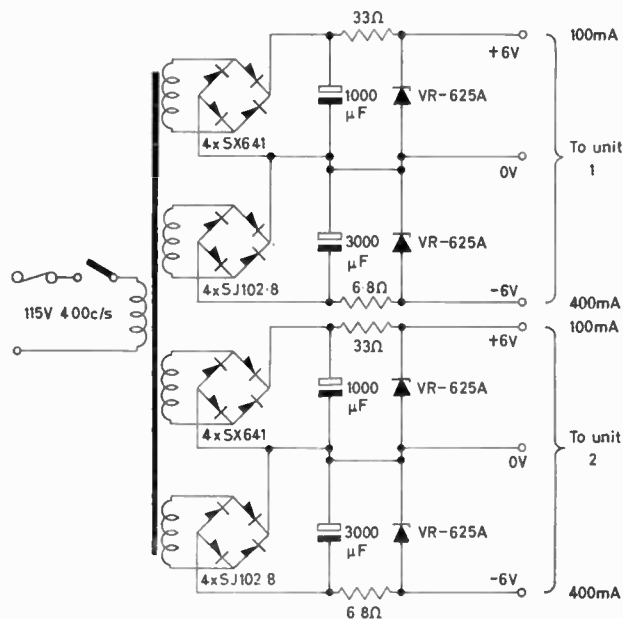 33Ω
+6V
100mA
1000
µF
VR-625A
4xSX641
0V
To unit
1
3000
µF
VR-625A
4xSJ102·8
6·8Ω
-6V
400mA
115V 400c/s
33Ω
+6V
100mA
1000
µF
VR-625A
4xSX641
0V
To unit
2
3000
µF
VR-625A
4xSJ102 8
6 8Ω
-6V
400mA